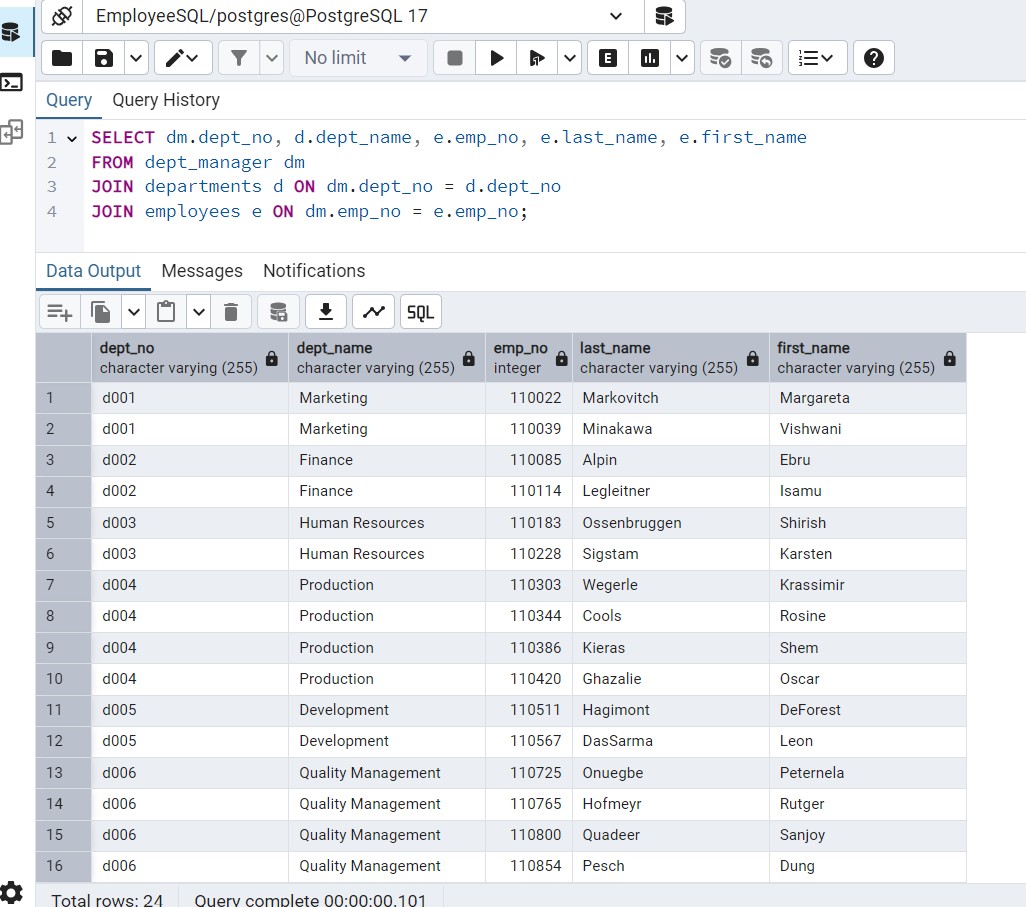 EmployeeSQL/postgres@PostgreSQL 17
No limit
E
Query Query History
1 SELECT dm.dept_no, d.dept_name, e.emp_no, e.last_name, e.first_name
2 FROM dept_manager dm
3 JOIN departments d ON dm.dept_no = d.dept_no
4 JOIN employees e ON dm.emp_no = e.emp_no;
Data Output Messages Notifications
SQL
dept_no dept_name emp_no last_name first_name
character varying (255) character varying (255) integer character varying (255) character varying (255)
1 d001 Marketing 110022 Markovitch Margareta
2 d001 Marketing 110039 Minakawa Vishwani
3 d002 Finance 110085 Alpin Ebru
4 d002 Finance 110114 Legleitner Isamu
5 d003 Human Resources 110183 Ossenbruggen Shirish
6 d003 Human Resources 110228 Sigstam Karsten
7 d004 Production 110303 Wegerle Krassimir
8 d004 Production 110344 Cools Rosine
9 d004 Production 110386 Kieras Shem
10 d004 Production 110420 Ghazalie Oscar
11 d005 Development 110511 Hagimont DeForest
12 d005 Development 110567 DasSarma Leon
13 d006 Quality Management 110725 Onuegbe Peternela
14 d006 Quality Management 110765 Hofmeyr Rutger
15 d006 Quality Management 110800 Quadeer Sanjoy
16 d006 Quality Management 110854 Pesch Dung
Total rows: 24 Query complete 00:00:00.101